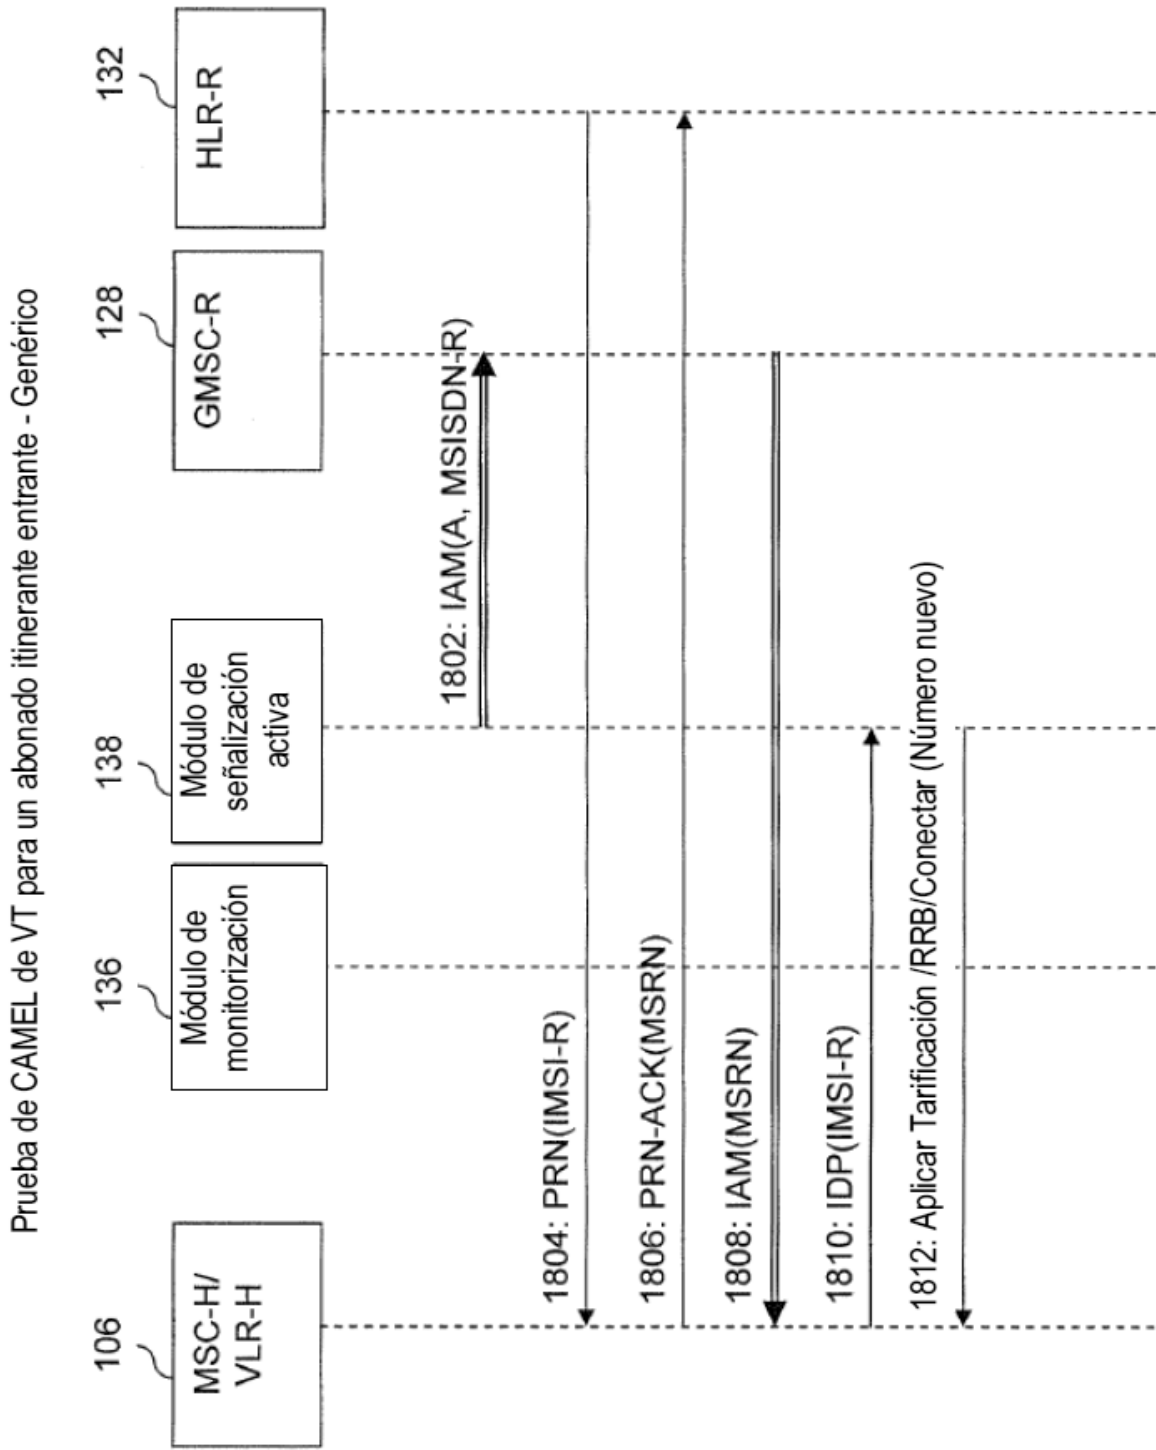 Prueba de CAMEL de VT para un abonado itinerante entrante - Genérico
106
136
138
128
132
MSC-H/
VLR-H
Módulo de
monitorización
Módulo de
señalización
activa
GMSC-R
HLR-R
1802: IAM(A, MSISDN-R)
1804: PRN(IMSI-R)
1806: PRN-ACK(MSRN)
1808: IAM(MSRN)
1810: IDP(IMSI-R)
1812: Aplicar Tarificación /RRB/Conectar (Número nuevo)